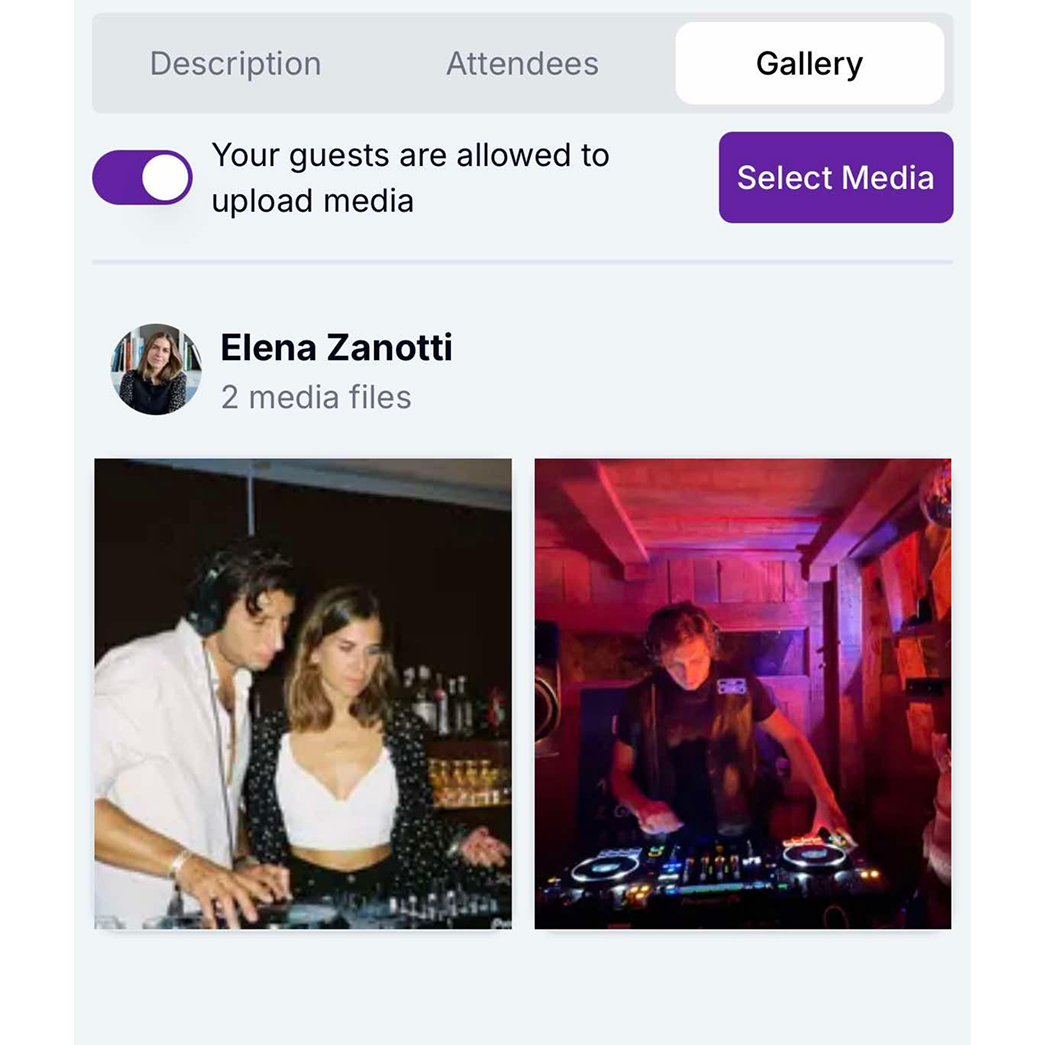 Description
Attendees
Gallery
Your guests are allowed to
upload media
Select Media
Elena Zanotti
2 media files